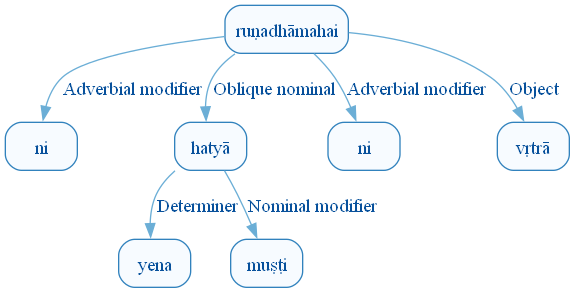 ruṇadhāmahai
Adverbial modifier Oblique nominal Adverbial modifier Object
ni hatyā ni vṛtrā
Determiner Nominal modifier
yena muṣṭi